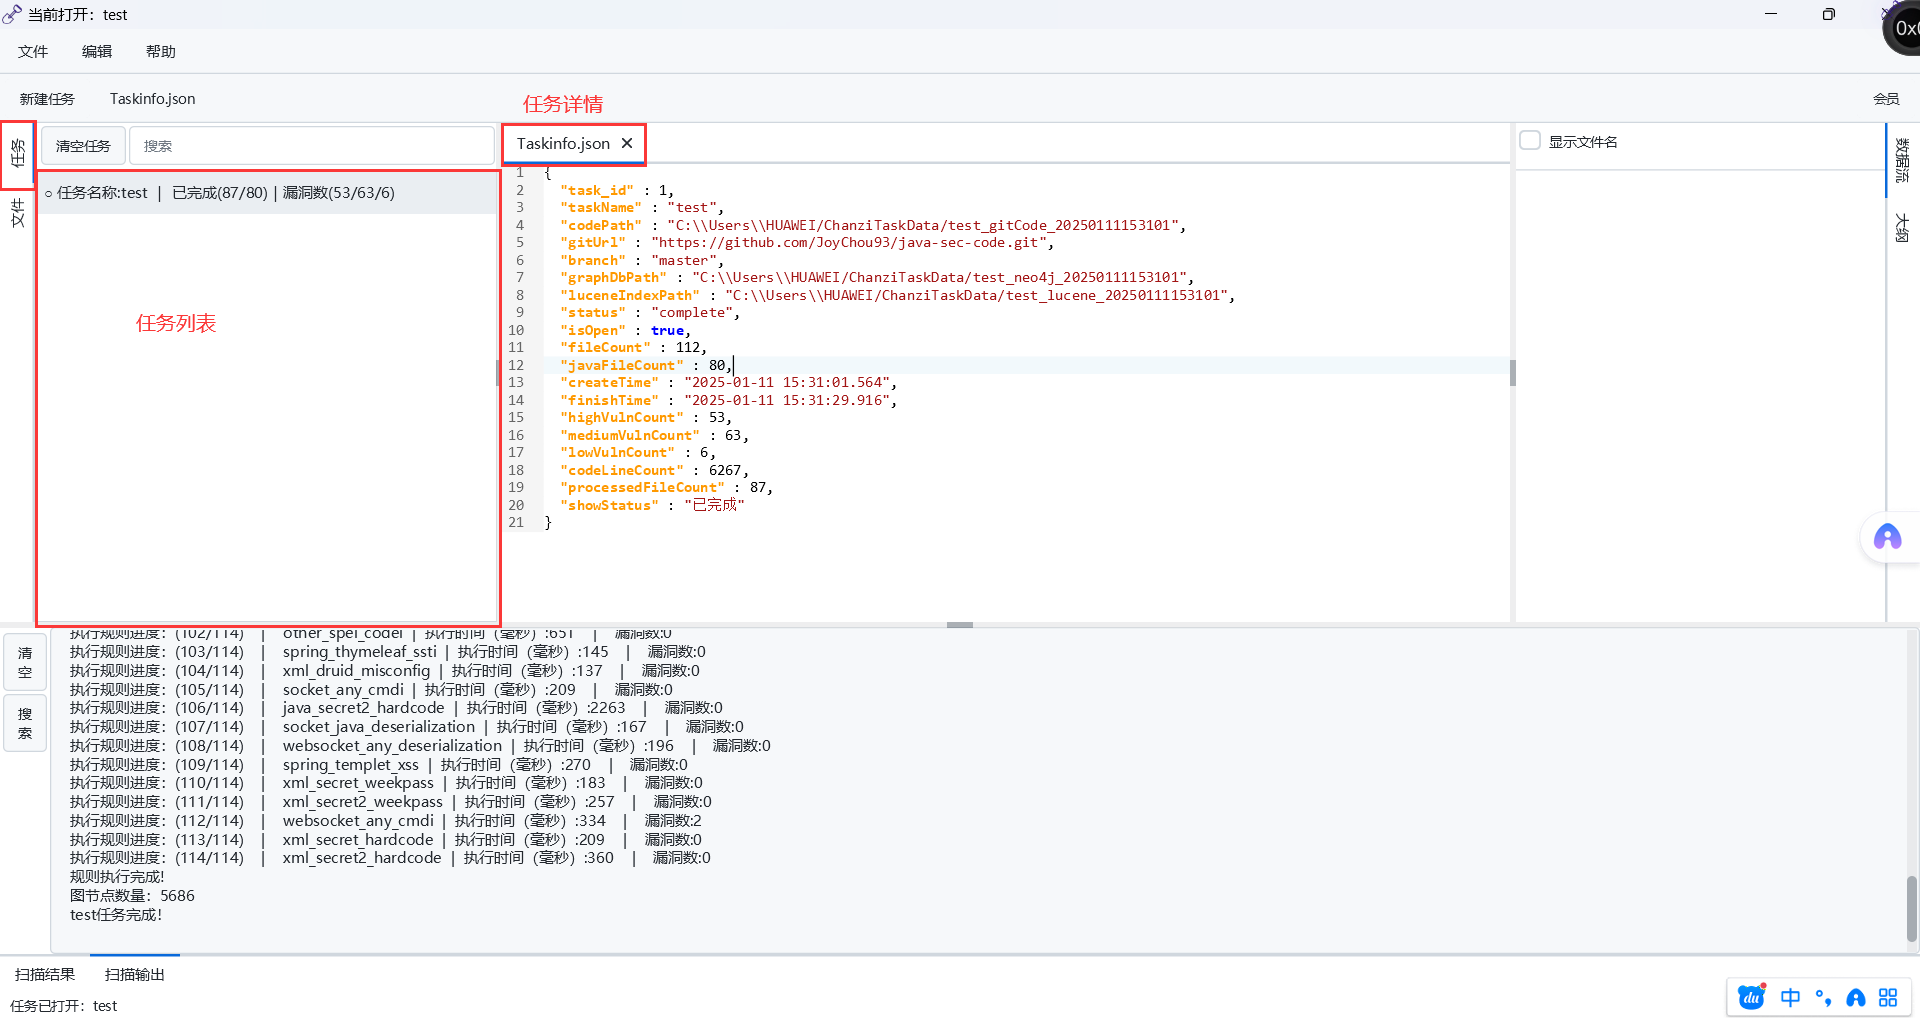 当前打开：test
文件 编辑 帮助
新建任务 Taskinfo.json 会员
任务详情
任务
文件
清空任务 搜索
○ 任务名称:test | 已完成(87/80) | 漏洞数(53/63/6)
任务列表
Taskinfo.json ✕
1 {
2 "task_id" : 1,
3 "taskName" : "test",
4 "codePath" : "C:\\Users\\HUAWEI/ChanziTaskData/test_gitCode_20250111153101",
5 "gitUrl" : "https://github.com/JoyChou93/java-sec-code.git",
6 "branch" : "master",
7 "graphDbPath" : "C:\\Users\\HUAWEI/ChanziTaskData/test_neo4j_20250111153101",
8 "luceneIndexPath" : "C:\\Users\\HUAWEI/ChanziTaskData/test_lucene_20250111153101",
9 "status" : "complete",
10 "isOpen" : true,
11 "fileCount" : 112,
12 "javaFileCount" : 80,
13 "createTime" : "2025-01-11 15:31:01.564",
14 "finishTime" : "2025-01-11 15:31:29.916",
15 "highVulnCount" : 53,
16 "mediumVulnCount" : 63,
17 "lowVulnCount" : 6,
18 "codeLineCount" : 6267,
19 "processedFileCount" : 87,
20 "showStatus" : "已完成"
21 }
显示文件名
数据流
大纲
清空
搜索
执行规则进度：(102/114) | other_spel_codei | 执行时间（毫秒）:651 | 漏洞数:0
执行规则进度：(103/114) | spring_thymeleaf_ssti | 执行时间（毫秒）:145 | 漏洞数:0
执行规则进度：(104/114) | xml_druid_misconfig | 执行时间（毫秒）:137 | 漏洞数:0
执行规则进度：(105/114) | socket_any_cmdi | 执行时间（毫秒）:209 | 漏洞数:0
执行规则进度：(106/114) | java_secret2_hardcode | 执行时间（毫秒）:2263 | 漏洞数:0
执行规则进度：(107/114) | socket_java_deserialization | 执行时间（毫秒）:167 | 漏洞数:0
执行规则进度：(108/114) | websocket_any_deserialization | 执行时间（毫秒）:196 | 漏洞数:0
执行规则进度：(109/114) | spring_templet_xss | 执行时间（毫秒）:270 | 漏洞数:0
执行规则进度：(110/114) | xml_secret_weekpass | 执行时间（毫秒）:183 | 漏洞数:0
执行规则进度：(111/114) | xml_secret2_weekpass | 执行时间（毫秒）:257 | 漏洞数:0
执行规则进度：(112/114) | websocket_any_cmdi | 执行时间（毫秒）:334 | 漏洞数:2
执行规则进度：(113/114) | xml_secret_hardcode | 执行时间（毫秒）:209 | 漏洞数:0
执行规则进度：(114/114) | xml_secret2_hardcode | 执行时间（毫秒）:360 | 漏洞数:0
规则执行完成!
图节点数量：5686
test任务完成!
扫描结果 扫描输出
任务已打开：test
du 中 °,